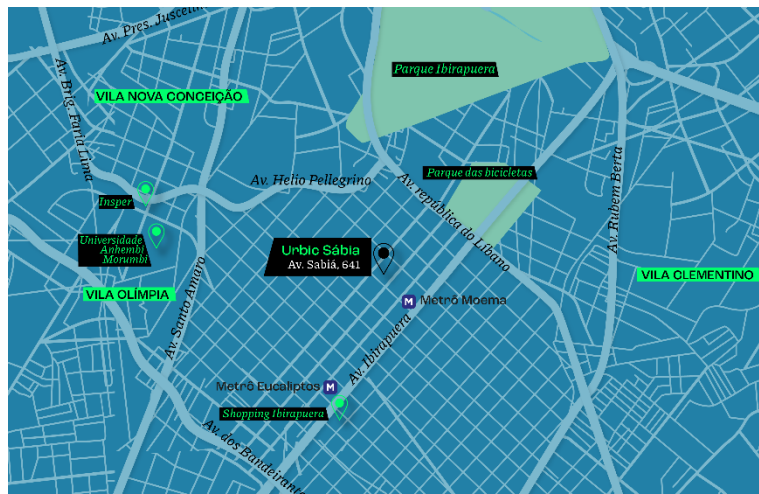 Av. Pres. Juscelin
Parque Ibirapuera
Av. Brig. Faria Lima
VILA NOVA CONCEIÇÃO
Av. Helio Pellegrino
Parque das bicicletas
Insper
Av. república do Líbano
Av. Rubem Berta
Universidade
Anhembi
Morumbi
Urbic Sábia
Av. Sabiá, 641
VILA CLEMENTINO
VILA OLÍMPIA
Av. Santo Amaro
M Metrô Moema
Av. Ibirapuera
Metrô Eucaliptos M
Shopping Ibirapuera
Av. dos Bandeirante